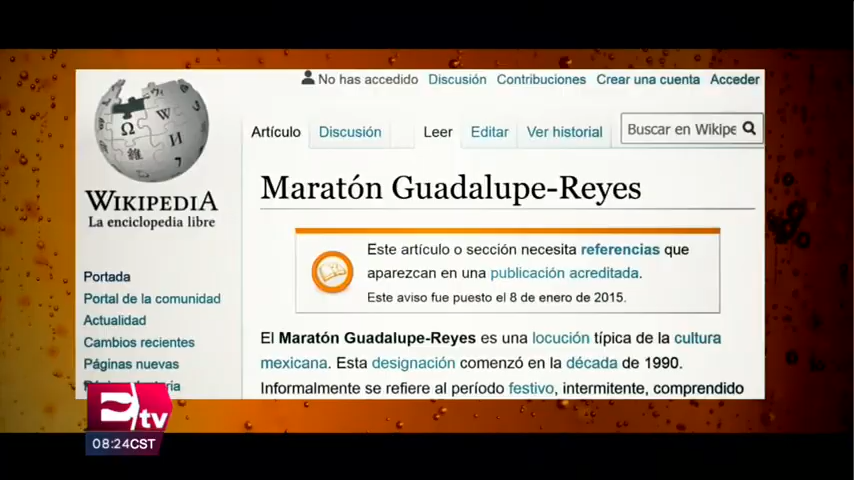 No has accedido Discusión Contribuciones Crear una cuenta Acceder
Artículo Discusión Leer Editar Ver historial Buscar en Wikipe
WIKIPEDIA
La enciclopedia libre
Maratón Guadalupe-Reyes
Este artículo o sección necesita referencias que
aparezcan en una publicación acreditada.
Este aviso fue puesto el 8 de enero de 2015.
Portada
Portal de la comunidad
Actualidad
Cambios recientes
Páginas nuevas
El Maratón Guadalupe-Reyes es una locución típica de la cultura
mexicana. Esta designación comenzó en la década de 1990.
Informalmente se refiere al período festivo, intermitente, comprendido
tv
08:24CST